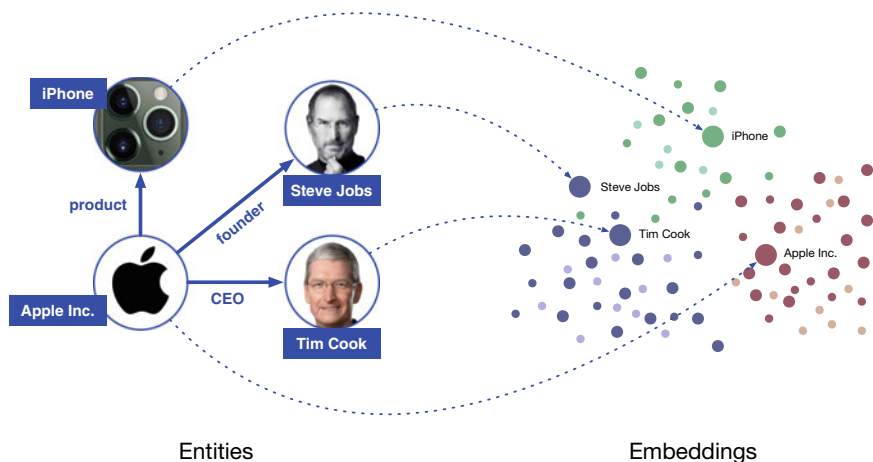 iPhone
Steve Jobs
product
founder
CEO
Apple Inc.
Tim Cook
iPhone
Steve Jobs
Tim Cook
Apple Inc.
Entities
Embeddings